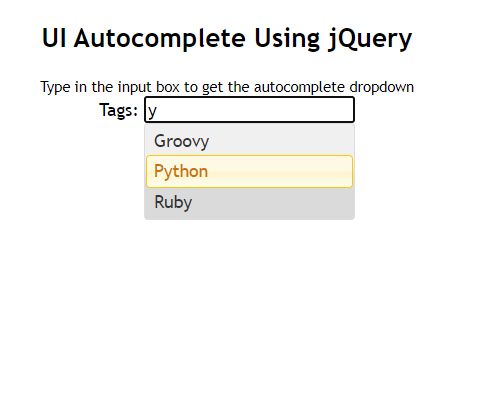 UI Autocomplete Using jQuery
Type in the input box to get the autocomplete dropdown
Tags: y
Groovy
Python
Ruby